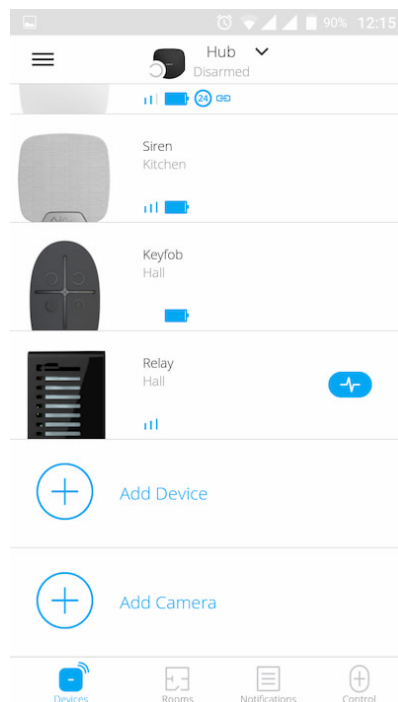 90% 12:15
Hub
Disarmed
24
Siren
Kitchen
Keyfob
Hall
Relay
Hall
Add Device
Add Camera
Devices Rooms Notifications Control